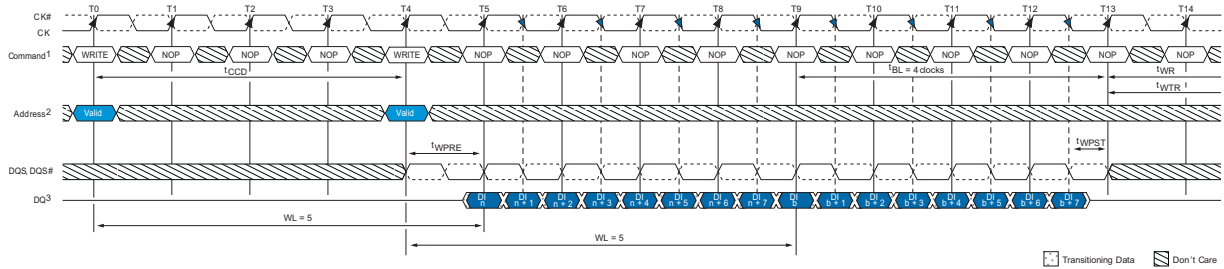 T0 T1 T2 T3 T4 T5 T6 T7 T8 T9 T10 T11 T12 T13 T14
CK#
CK
Command1 WRITE NOP NOP NOP WRITE NOP NOP NOP NOP NOP NOP NOP NOP NOP NOP
tCCD tBL = 4 clocks tWR
tWTR
Address2 Valid Valid
tWPRE tWPST
DQS, DQS#
DQ3 DI n DI n + 1 DI n + 2 DI n + 3 DI n + 4 DI n + 5 DI n + 6 DI n + 7 DI b DI b + 1 DI b + 2 DI b + 3 DI b + 4 DI b + 5 DI b + 6 DI b + 7
WL = 5
WL = 5
Transitioning Data Don't Care